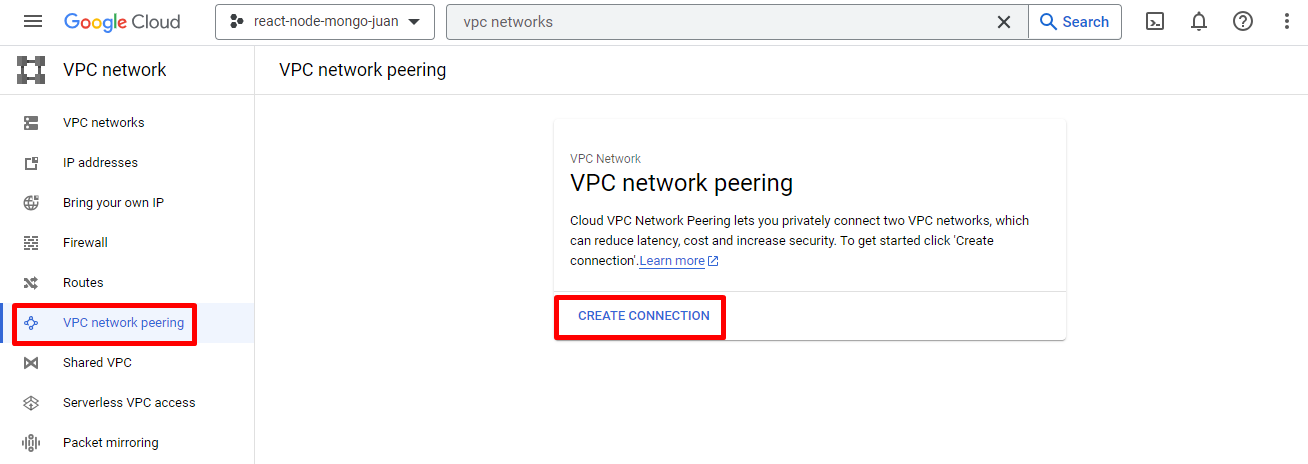 Google Cloud
react-node-mongo-juan
vpc networks
Search
VPC network
VPC network peering
VPC networks
IP addresses
Bring your own IP
Firewall
Routes
VPC network peering
Shared VPC
Serverless VPC access
Packet mirroring
VPC Network
VPC network peering
Cloud VPC Network Peering lets you privately connect two VPC networks, which
can reduce latency, cost and increase security. To get started click 'Create
connection'.Learn more
CREATE CONNECTION